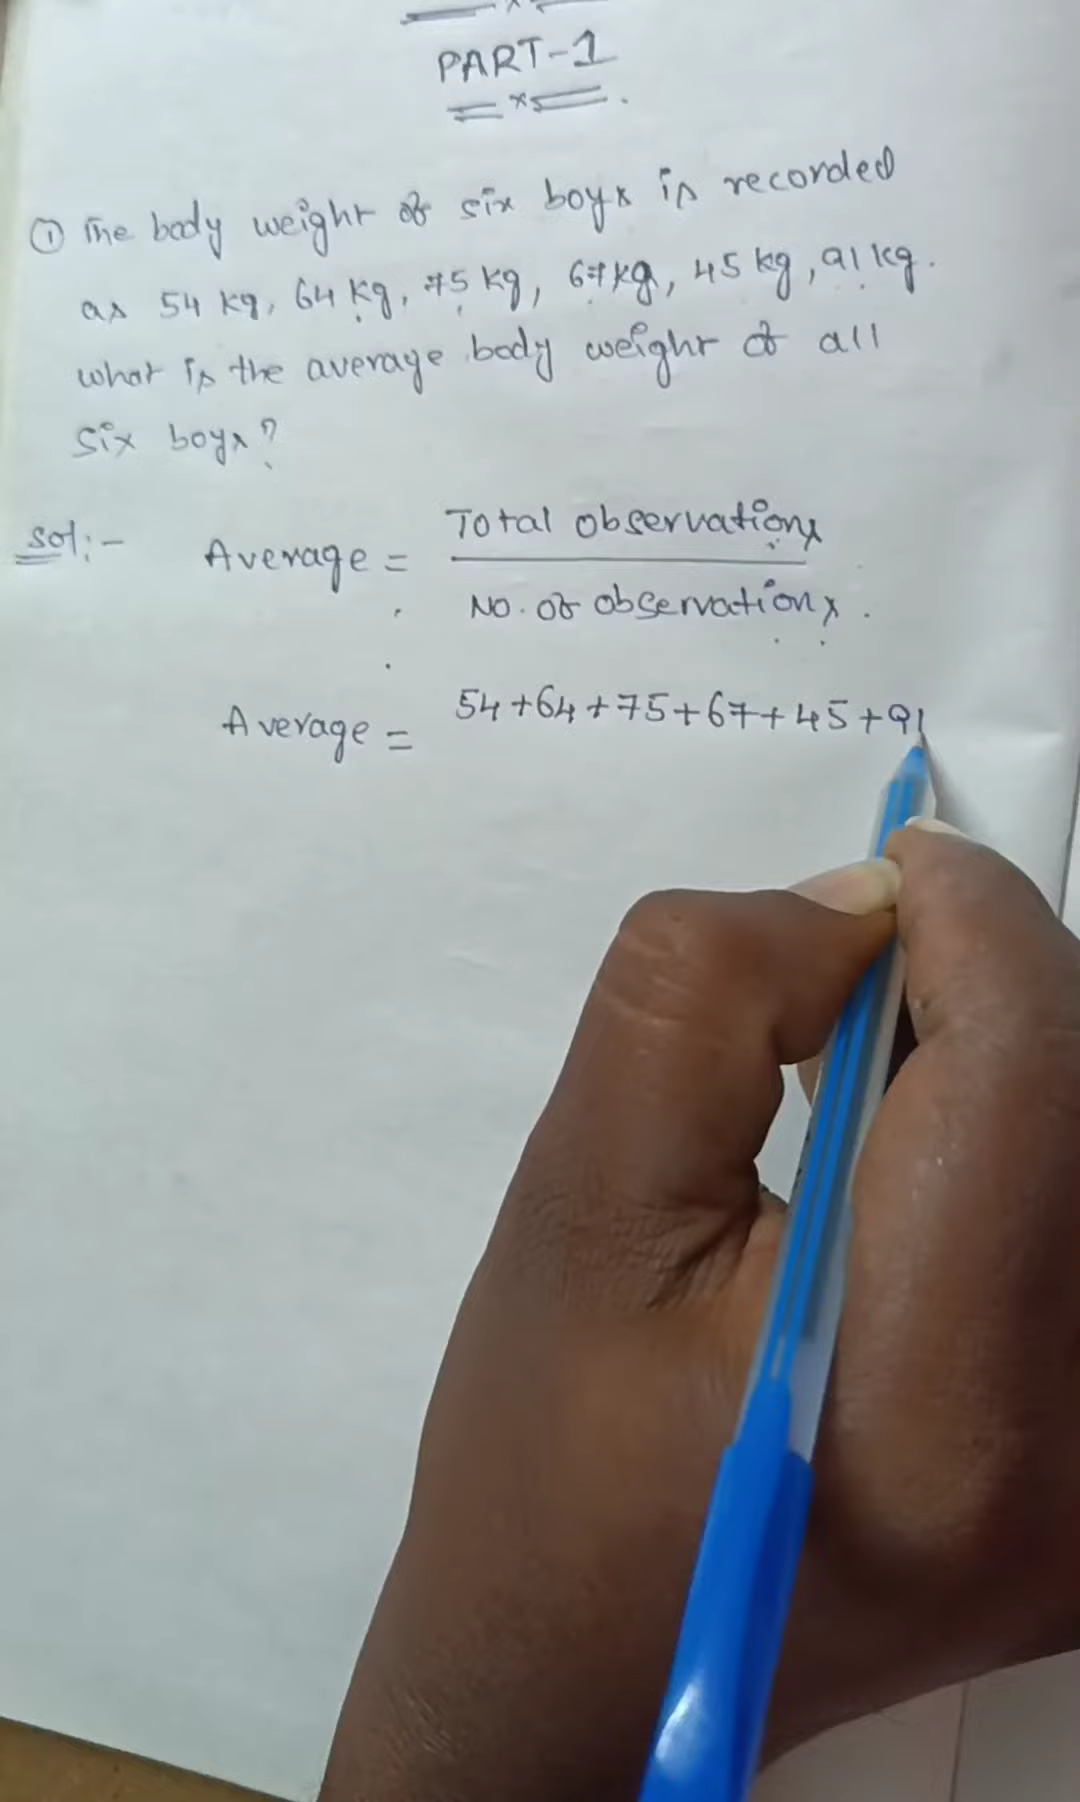 PART-1
① The body weight of six boys is recorded
as 54 kg, 64 kg, 75 kg, 67 kg, 45 kg, 91 kg.
what is the average body weight of all
six boys?
Sol:-
Average = Total observations
No. of observations.
Average = 54+64+75+67+45+91